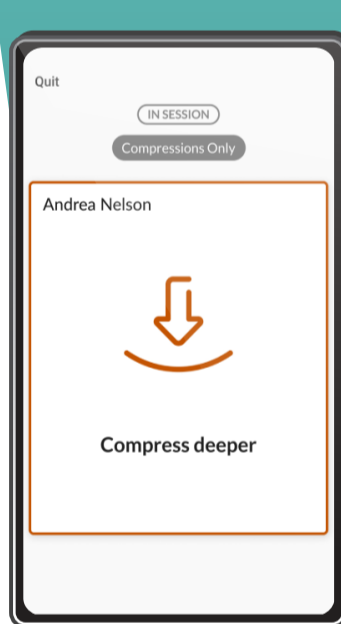 Quit
IN SESSION
Compressions Only
Andrea Nelson
Compress deeper